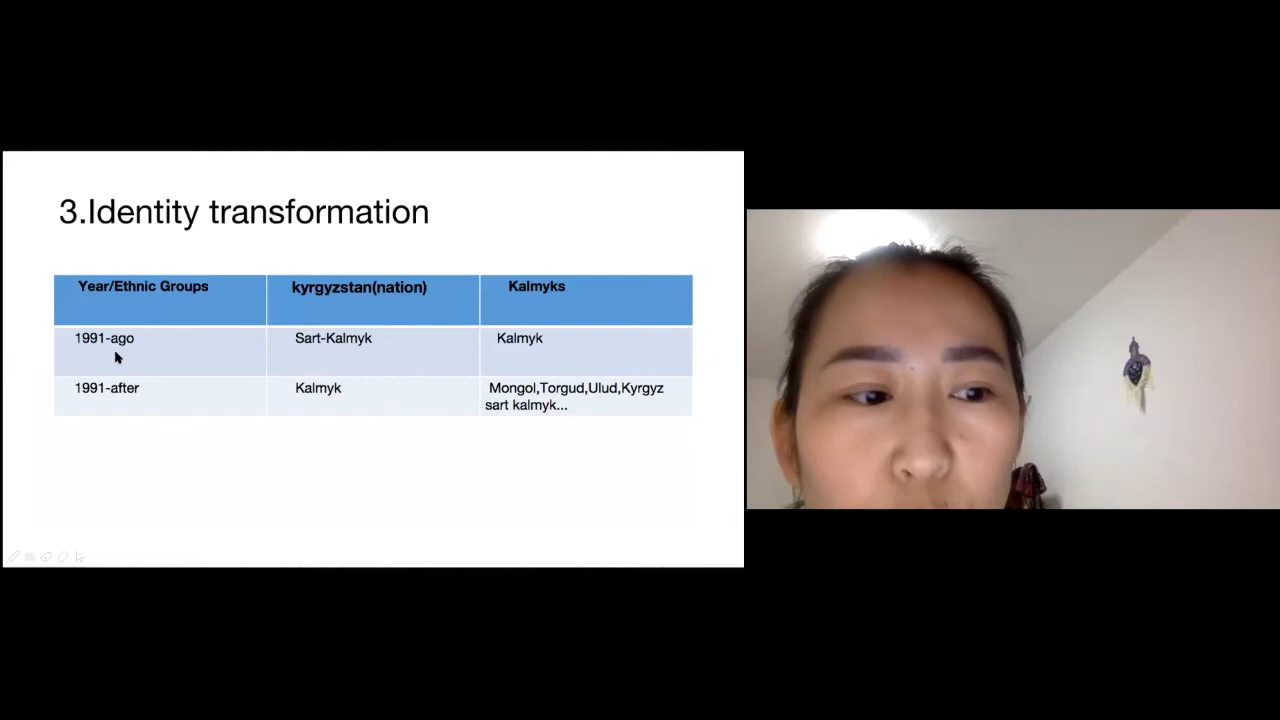 3.Identity transformation
Year/Ethnic Groups kyrgyzstan(nation) Kalmyks
1991-ago Sart-Kalmyk Kalmyk
1991-after Kalmyk Mongol,Torgud,Ulud,Kyrgyz
sart kalmyk...